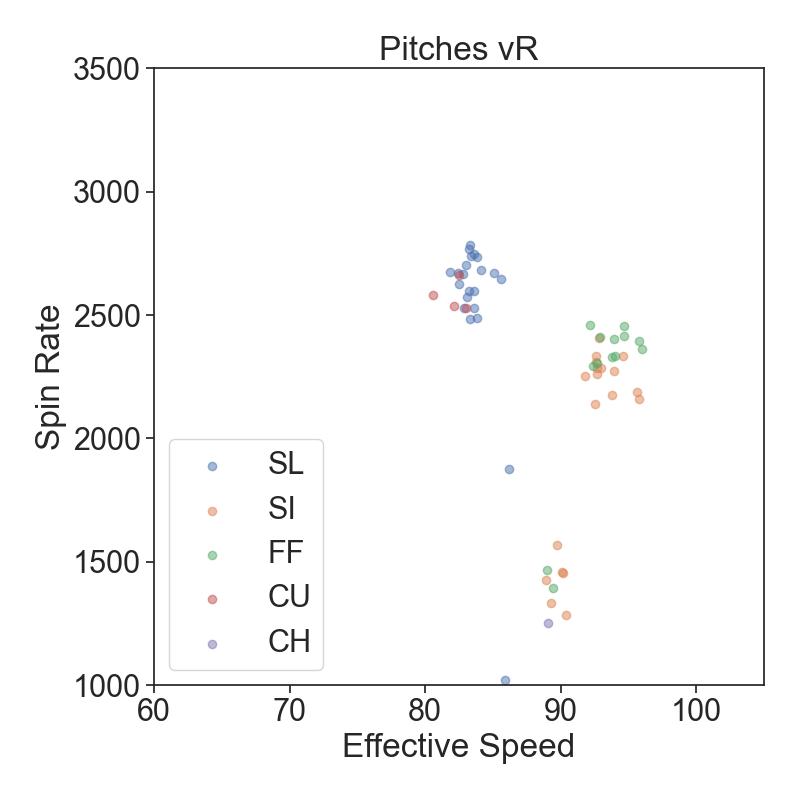 Pitches vR
3500
3000
2500
2000
1500
1000
Spin Rate
SL
SI
FF
CU
CH
60 70 80 90 100
Effective Speed